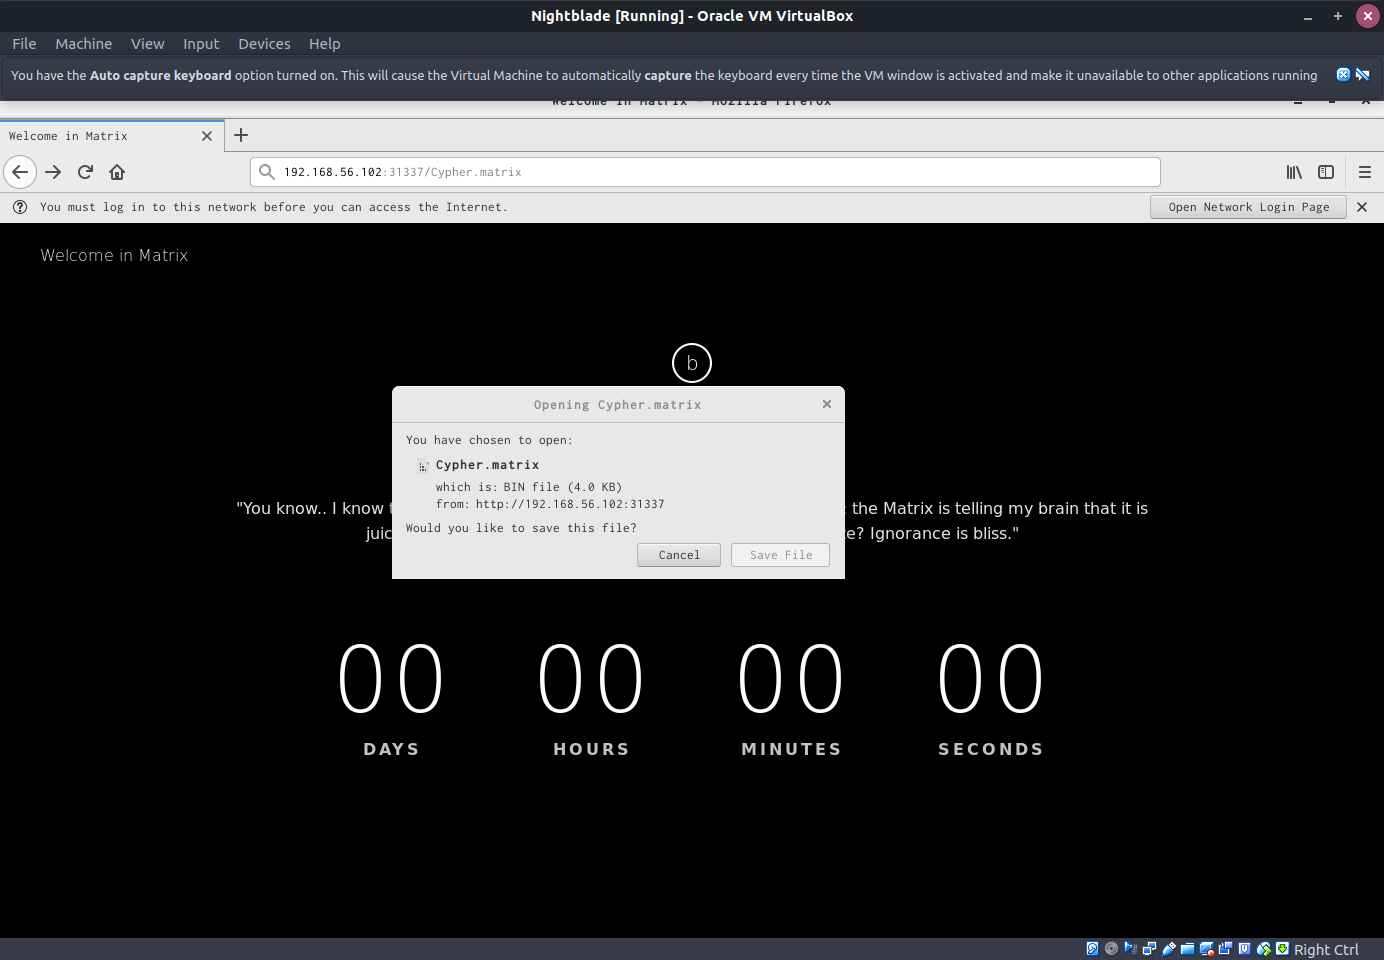 Nightblade [Running] - Oracle VM VirtualBox
File Machine View Input Devices Help
You have the Auto capture keyboard option turned on. This will cause the Virtual Machine to automatically capture the keyboard every time the VM window is activated and make it unavailable to other applications running
Welcome in Matrix - Mozilla Firefox
Welcome in Matrix
192.168.56.102:31337/Cypher.matrix
You must log in to this network before you can access the Internet.
Open Network Login Page
Welcome in Matrix
b
Opening Cypher.matrix
You have chosen to open:
Cypher.matrix
which is: BIN file (4.0 KB)
from: http://192.168.56.102:31337
Would you like to save this file?
Cancel Save File
"You know.. I know the Matrix is telling my brain that it is
juic e? Ignorance is bliss."
00 00 00 00
DAYS HOURS MINUTES SECONDS
Right Ctrl